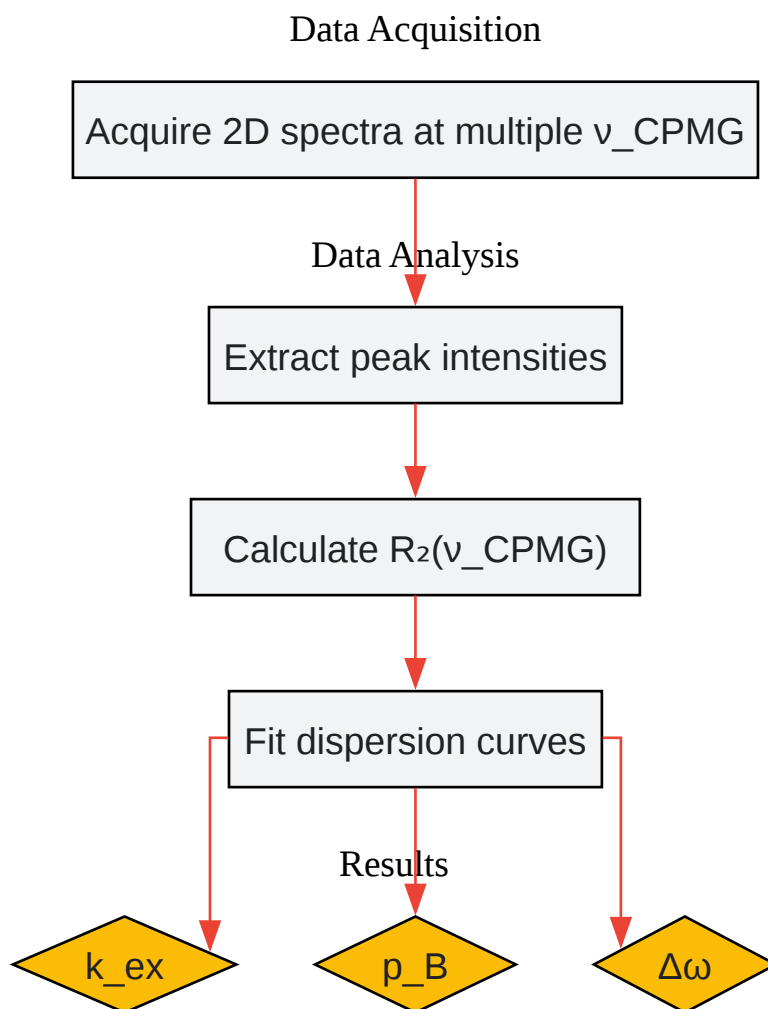 Data Acquisition
Acquire 2D spectra at multiple ν_CPMG
Data Analysis
Extract peak intensities
Calculate R₂(ν_CPMG)
Fit dispersion curves
Results
k_ex
p_B
Δω